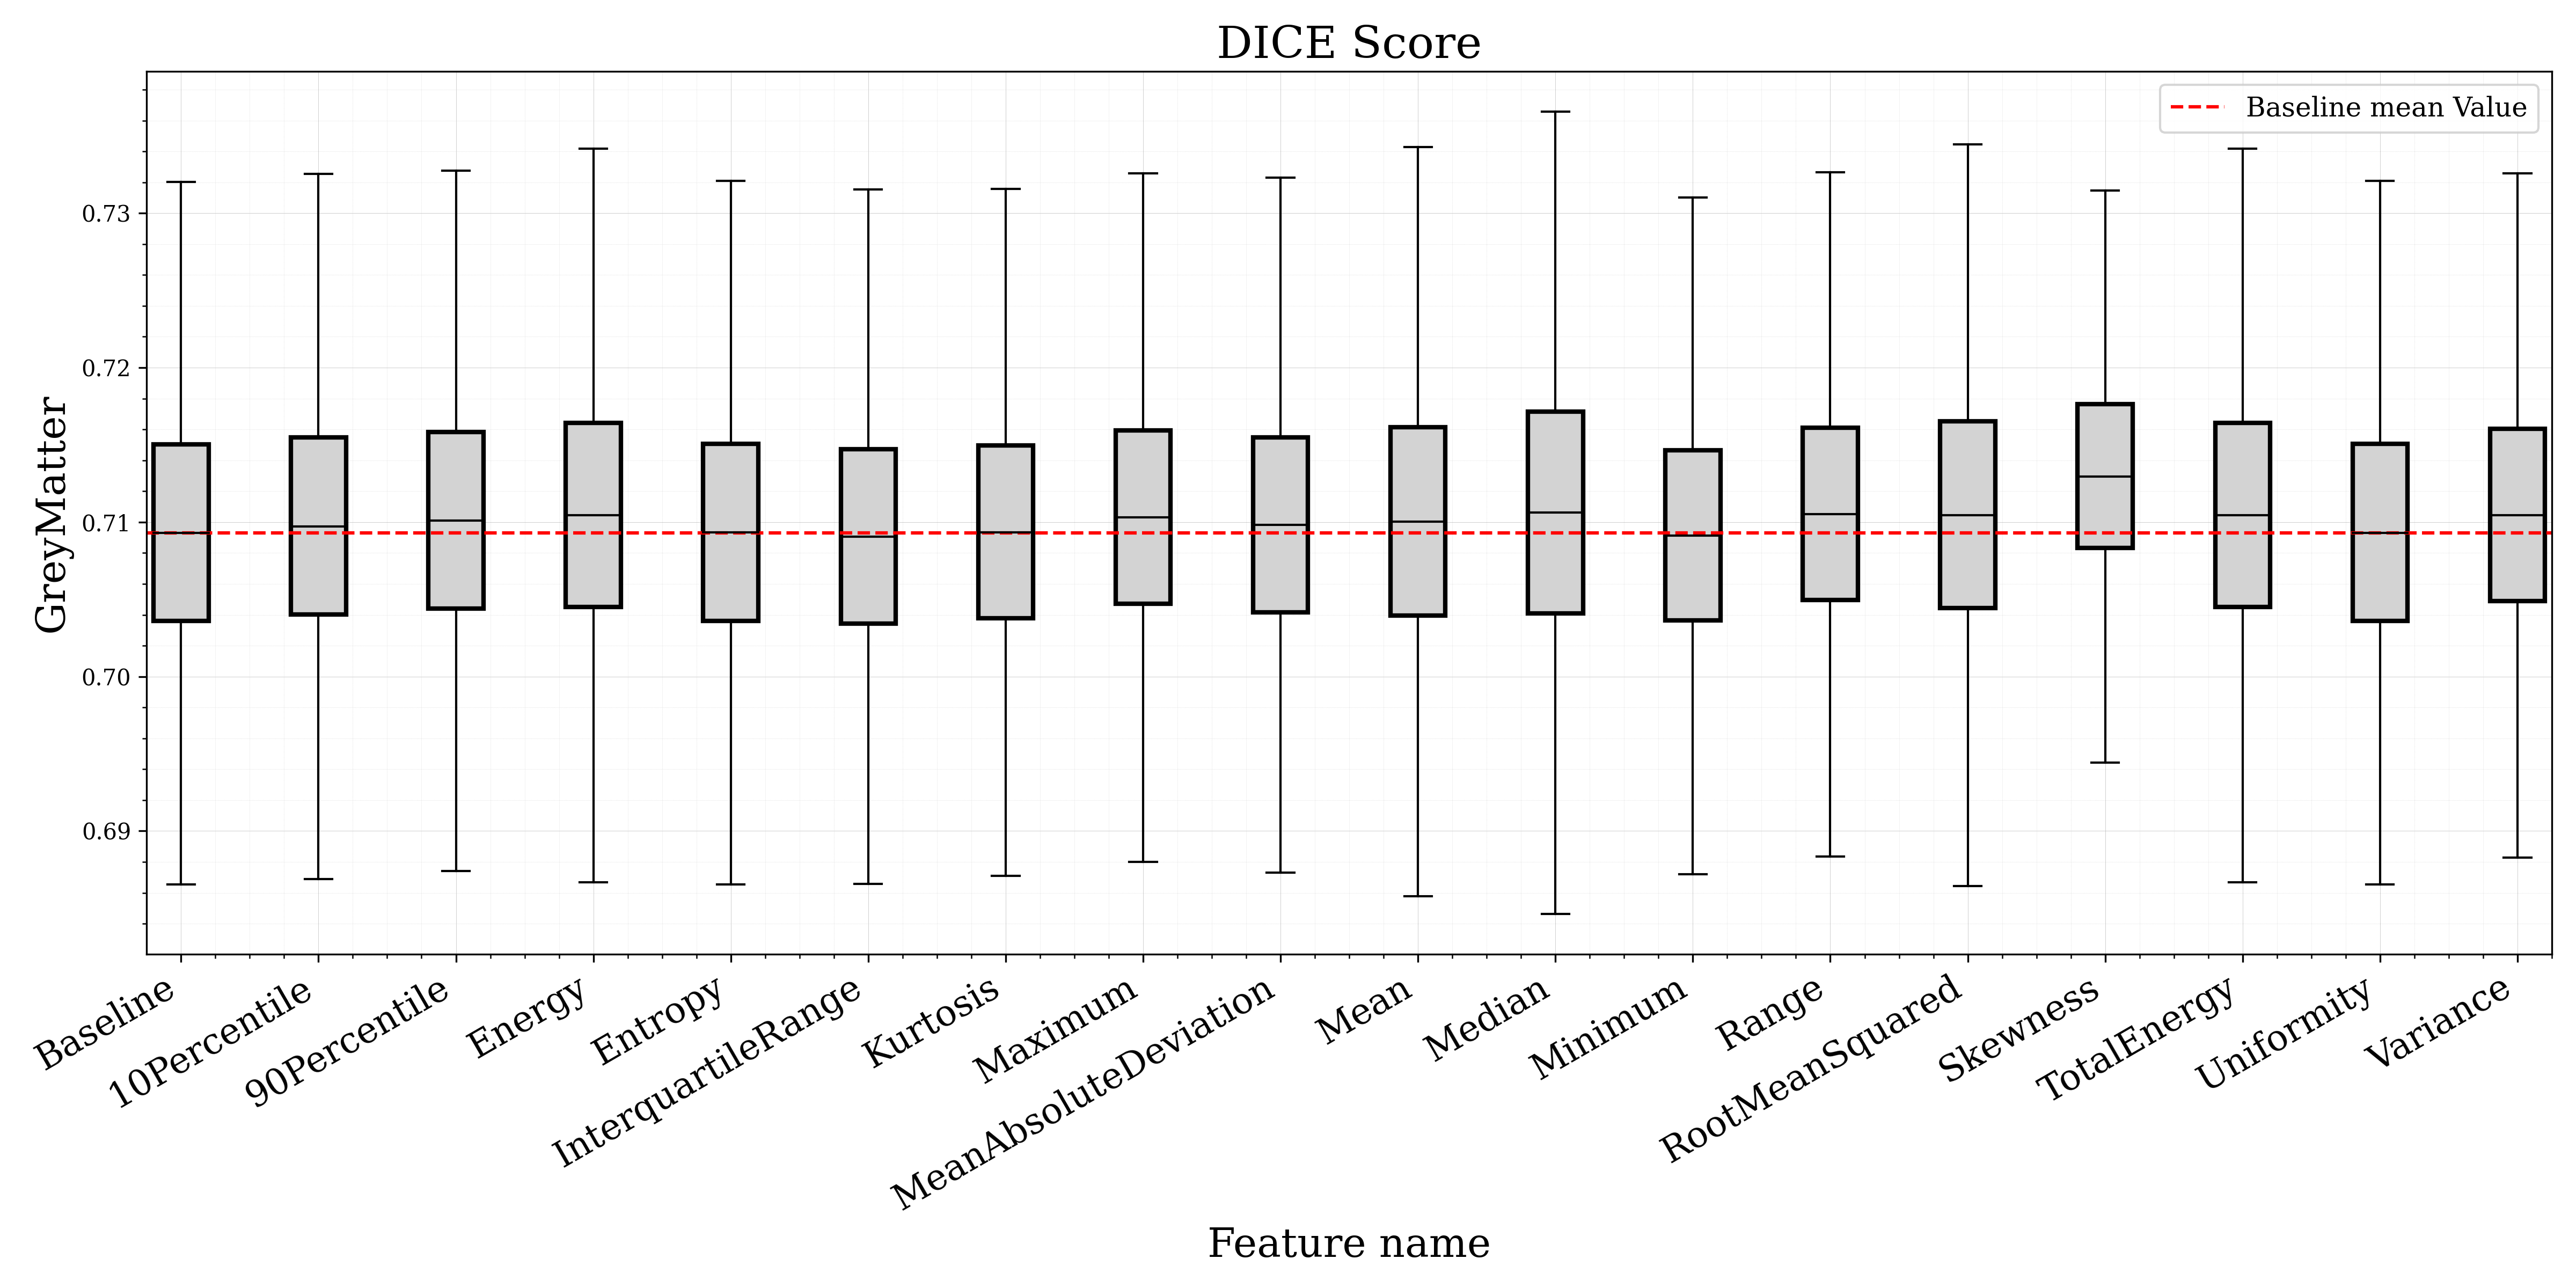 DICE Score
Baseline mean Value
GreyMatter
0.73
0.72
0.71
0.70
0.69
Baseline
10Percentile
90Percentile
Energy
Entropy
InterquartileRange
Kurtosis
Maximum
MeanAbsoluteDeviation
Mean
Median
Minimum
Range
RootMeanSquared
Skewness
TotalEnergy
Uniformity
Variance
Feature name